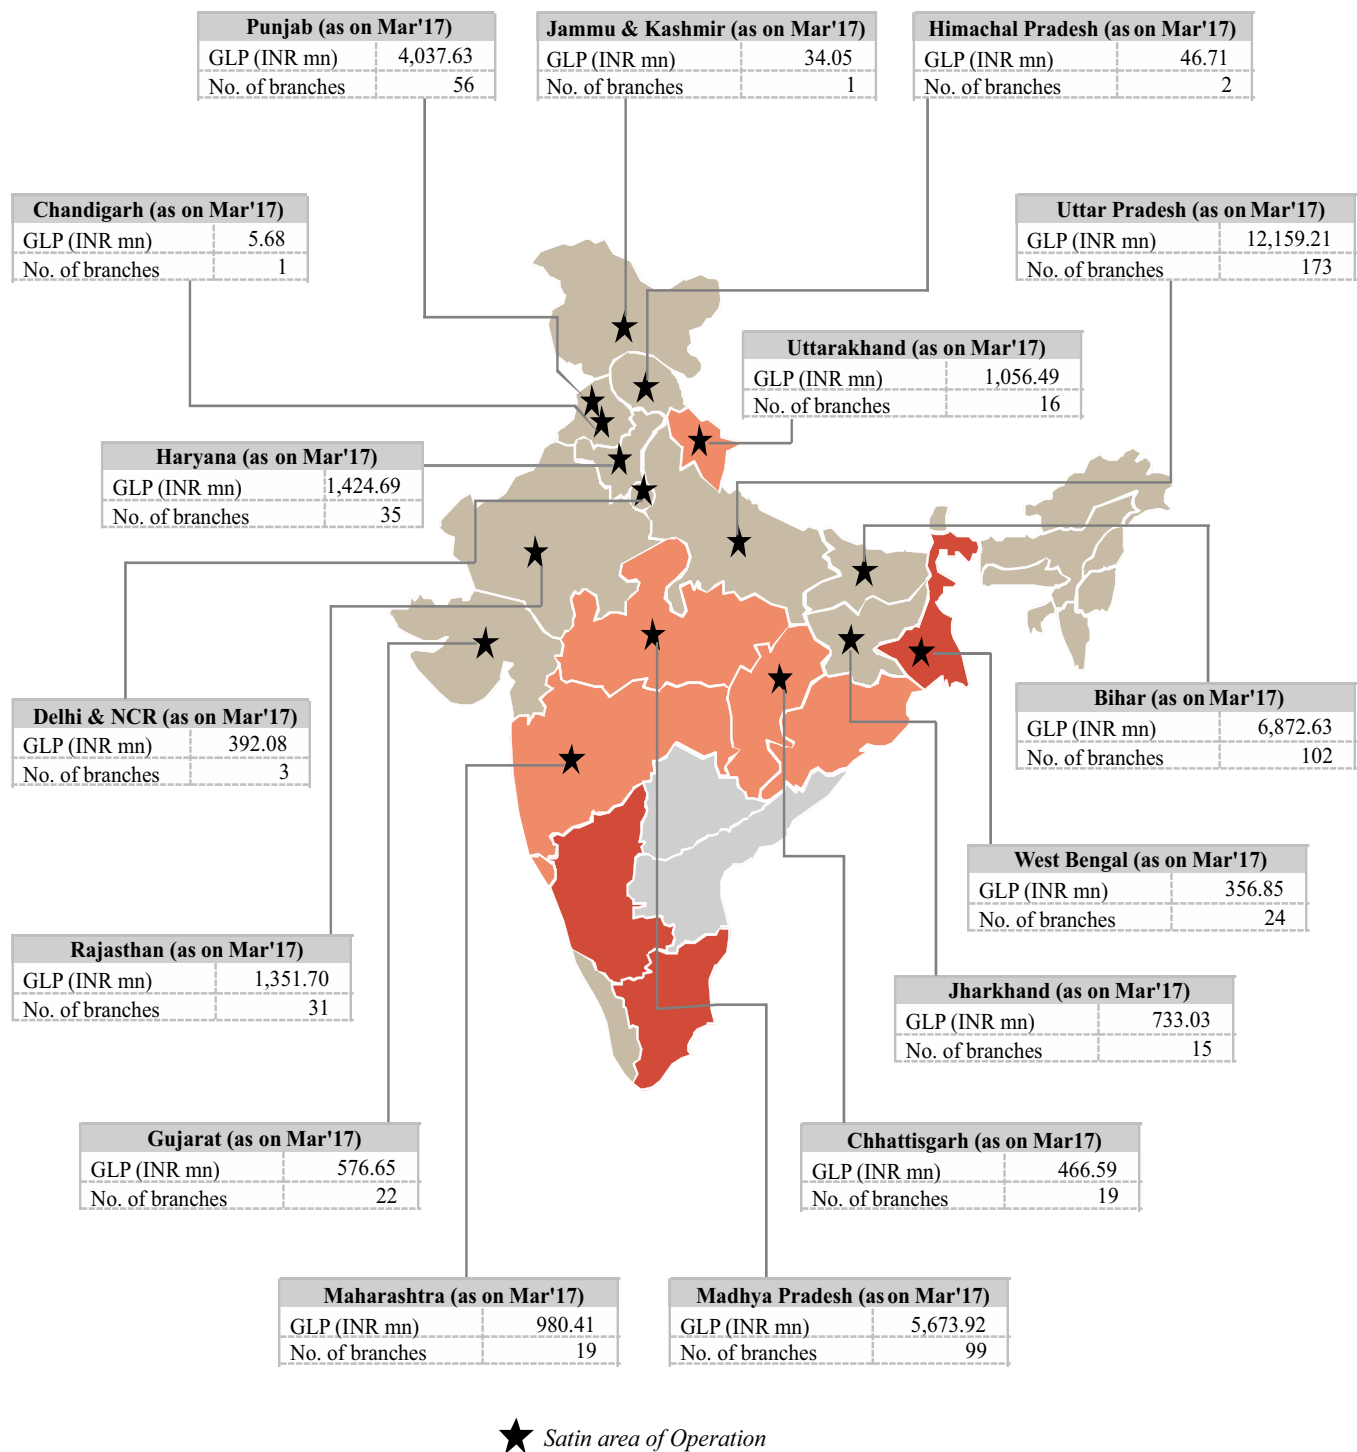 Punjab (as on Mar'17)
GLP (INR mn) 4,037.63
No. of branches 56
Jammu & Kashmir (as on Mar'17)
GLP (INR mn) 34.05
No. of branches 1
Himachal Pradesh (as on Mar'17)
GLP (INR mn) 46.71
No. of branches 2
Chandigarh (as on Mar'17)
GLP (INR mn) 5.68
No. of branches 1
Uttar Pradesh (as on Mar'17)
GLP (INR mn) 12,159.21
No. of branches 173
Uttarakhand (as on Mar'17)
GLP (INR mn) 1,056.49
No. of branches 16
Haryana (as on Mar'17)
GLP (INR mn) 1,424.69
No. of branches 35
Delhi & NCR (as on Mar'17)
GLP (INR mn) 392.08
No. of branches 3
Bihar (as on Mar'17)
GLP (INR mn) 6,872.63
No. of branches 102
West Bengal (as on Mar'17)
GLP (INR mn) 356.85
No. of branches 24
Rajasthan (as on Mar'17)
GLP (INR mn) 1,351.70
No. of branches 31
Jharkhand (as on Mar'17)
GLP (INR mn) 733.03
No. of branches 15
Gujarat (as on Mar'17)
GLP (INR mn) 576.65
No. of branches 22
Chhattisgarh (as on Mar17)
GLP (INR mn) 466.59
No. of branches 19
Maharashtra (as on Mar'17)
GLP (INR mn) 980.41
No. of branches 19
Madhya Pradesh (as on Mar'17)
GLP (INR mn) 5,673.92
No. of branches 99
Satin area of Operation